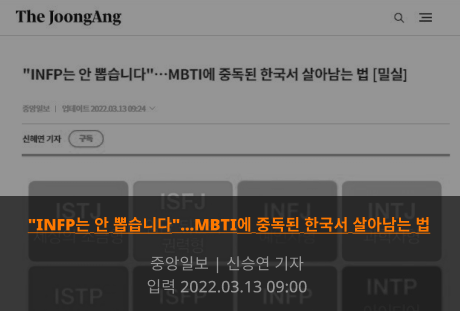 The JoongAng
"INFP는 안 뽑습니다"…MBTI에 중독된 한국서 살아남는 법 [밀실]
중앙일보 | 업데이트 2022.03.13 09:24
신혜연 기자 구독
ISTJ ISFJ INFJ INTJ
"INFP는 안 뽑습니다"...MBTI에 중독된 한국서 살아남는 법
권력형
중앙일보 | 신승연 기자
입력 2022.03.13 09:00
ISTP ISFP INFP INTP